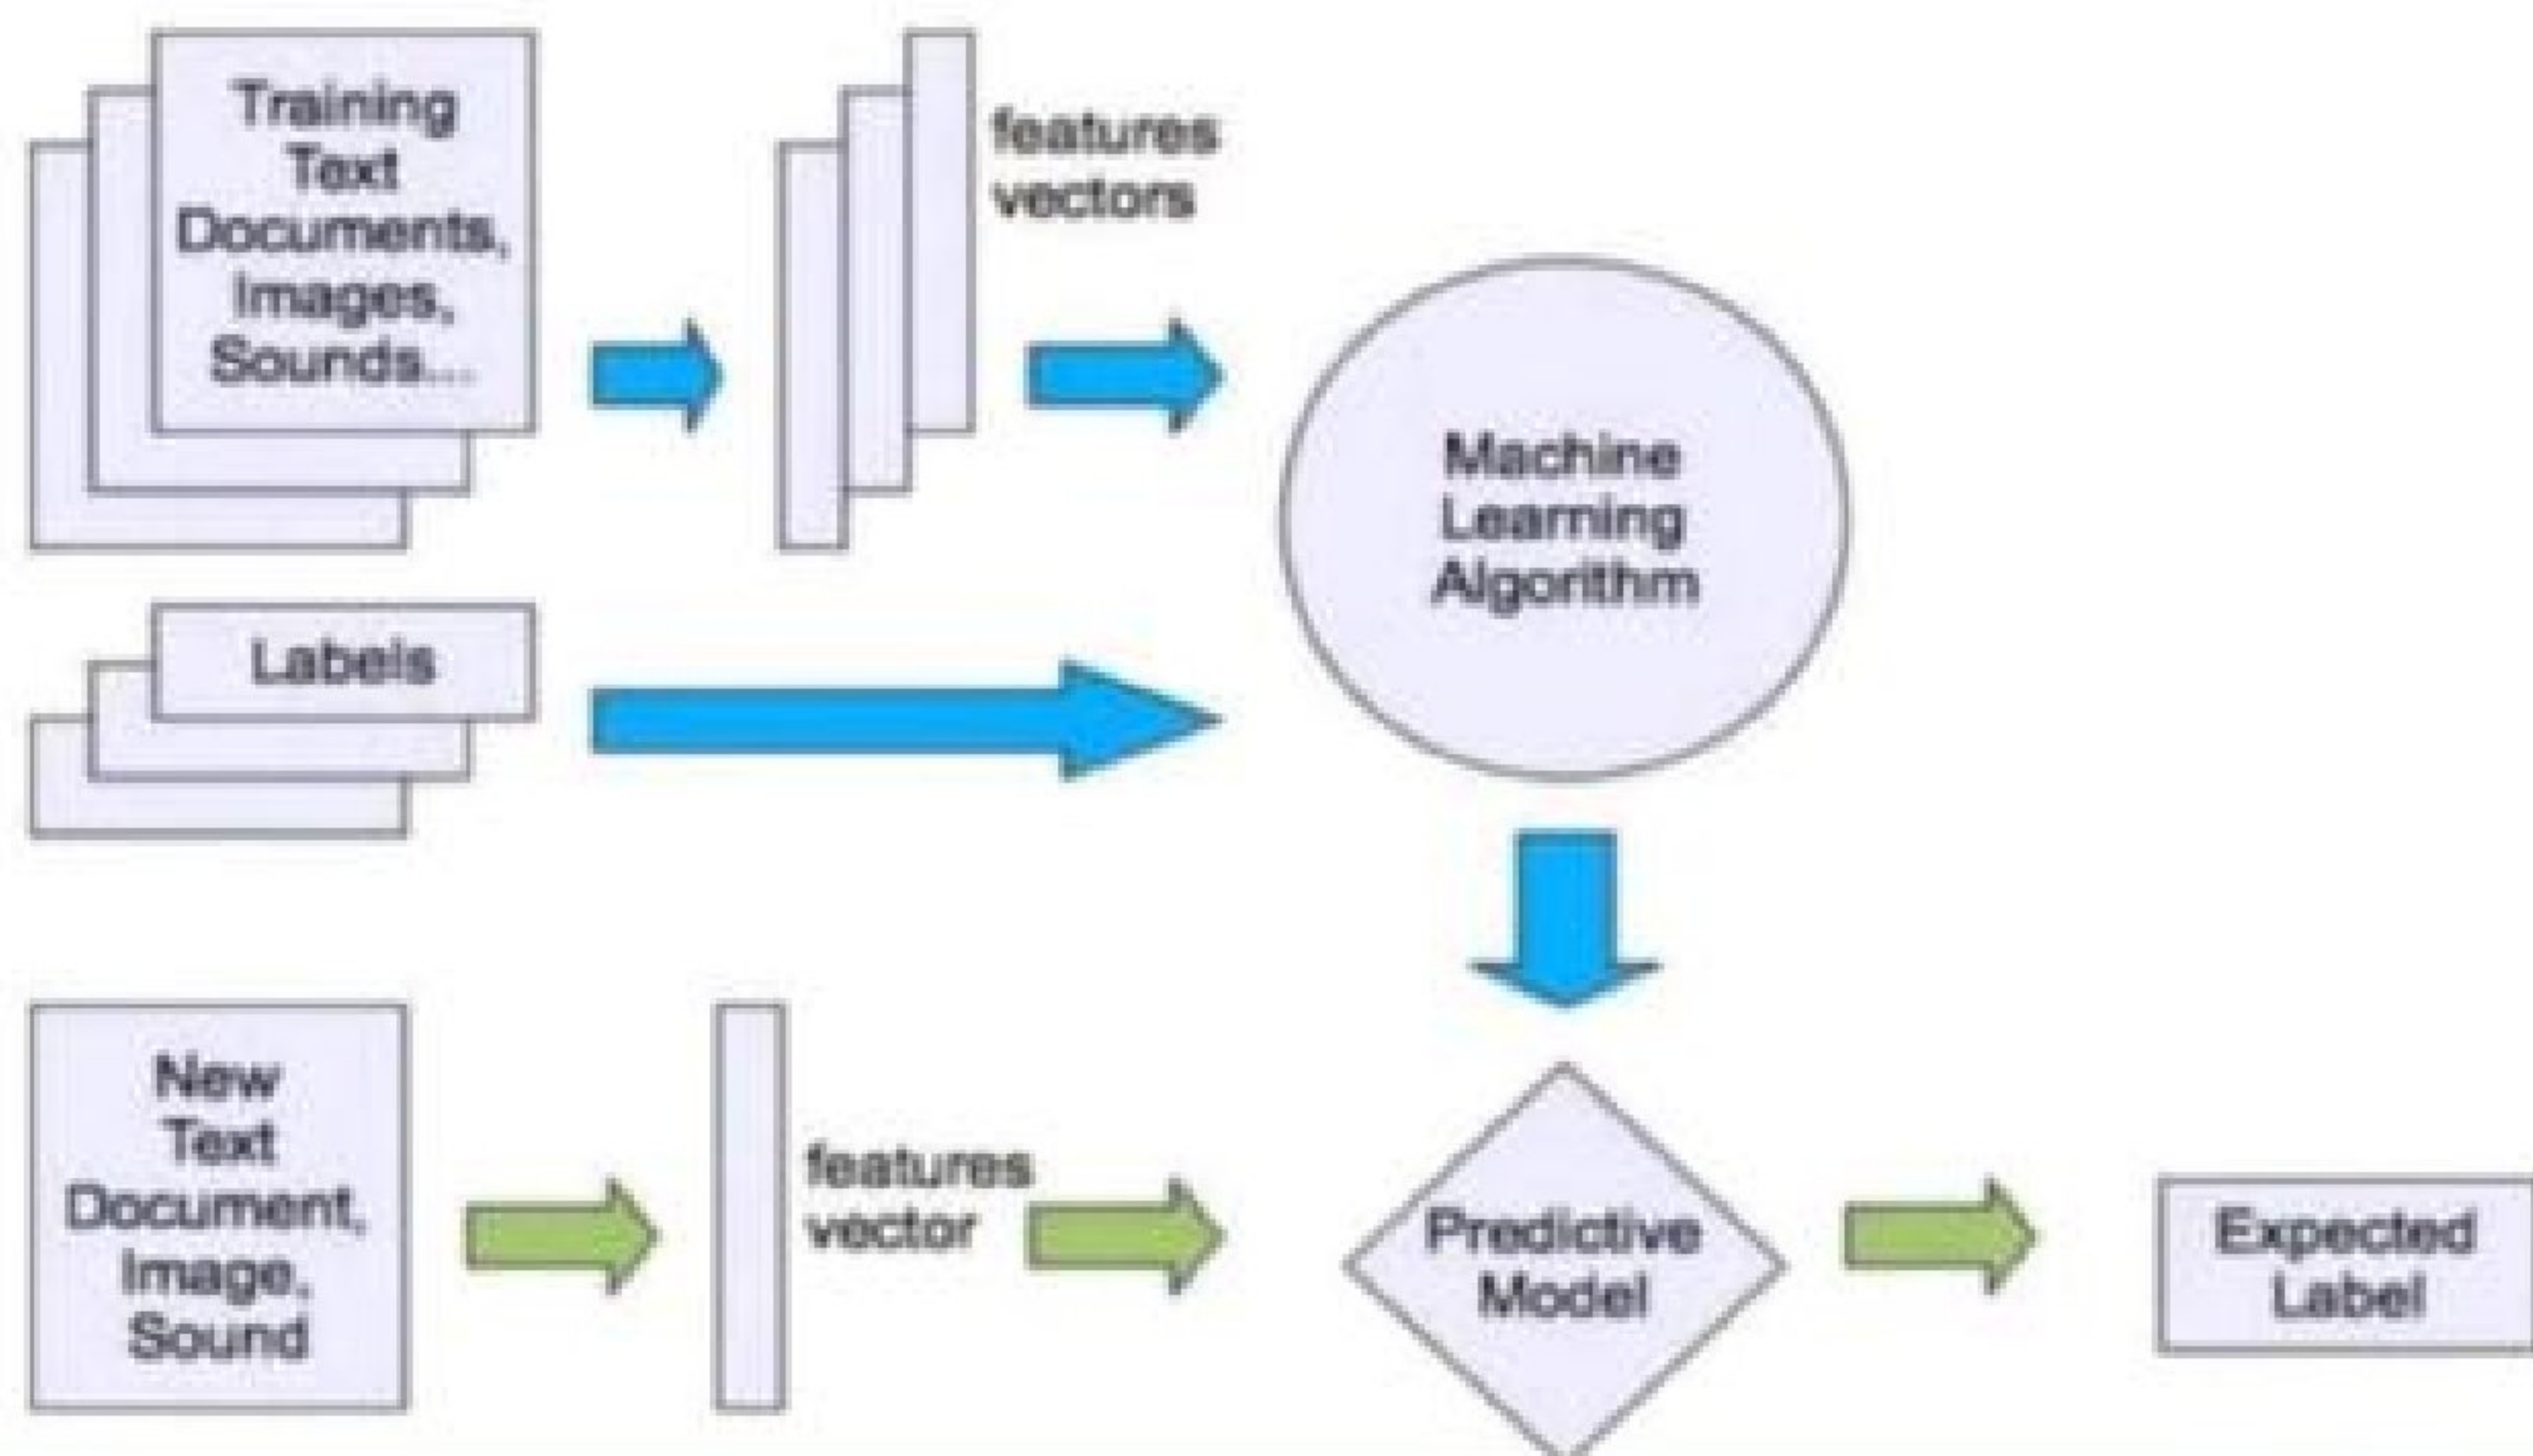 Training
Text
Documents,
Images,
Sounds...
features
vectors
Machine
Learning
Algorithm
Labels
New
Text
Document,
Image,
Sound
features
vector
Predictive
Model
Expected
Label